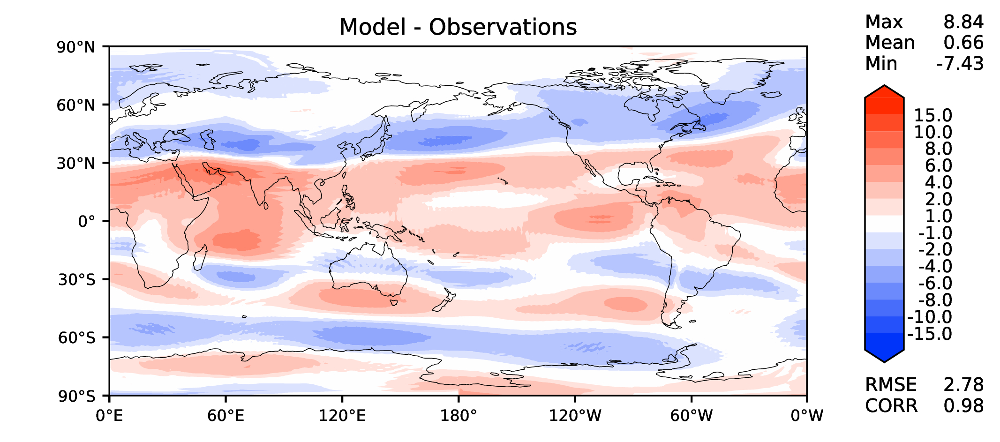 Model - Observations
Max 8.84
Mean 0.66
Min -7.43
90°N
60°N
30°N
0°
30°S
60°S
90°S
0°E 60°E 120°E 180° 120°W 60°W 0°W
15.0
10.0
8.0
6.0
4.0
2.0
1.0
-1.0
-2.0
-4.0
-6.0
-8.0
-10.0
-15.0
RMSE 2.78
CORR 0.98